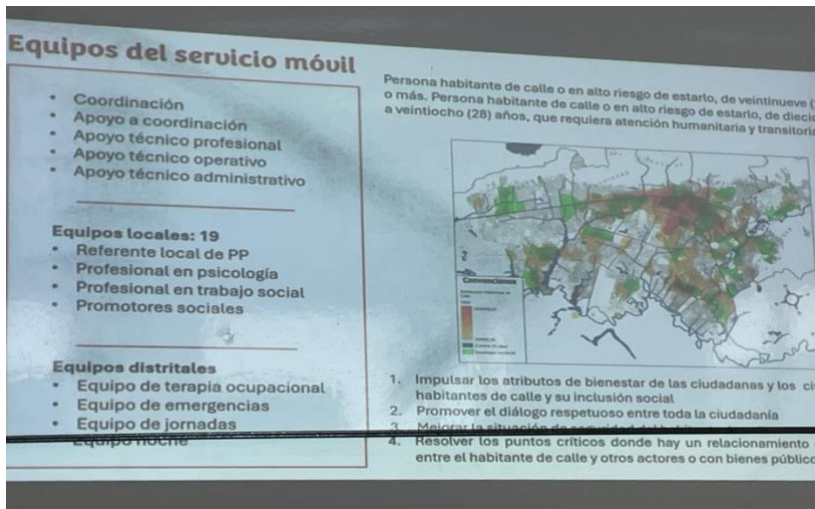 Equipos del servicio móvil
• Coordinación
• Apoyo a coordinación
• Apoyo técnico profesional
• Apoyo técnico operativo
• Apoyo técnico administrativo
Equipos locales: 19
• Referente local de PP
• Profesional en psicología
• Profesional en trabajo social
• Promotores sociales
Equipos distritales
• Equipo de terapia ocupacional
• Equipo de emergencias
• Equipo de jornadas
• Equipo noche
Persona habitante de calle o en alto riesgo de estarlo, de veintinueve (
o más. Persona habitante de calle o en alto riesgo de estarlo, de
a veintiocho (28) años, que requiera atención humanitaria y
Convenciones
1. Impulsar los atributos de bienestar de las ciudadanas y los
habitantes de calle y su inclusión social
2. Promover el diálogo respetuoso entre toda la ciudadanía
3. Mejorar la situación de
4. Resolver los puntos críticos donde hay un relacionamiento
entre el habitante de calle y otros actores o con bienes